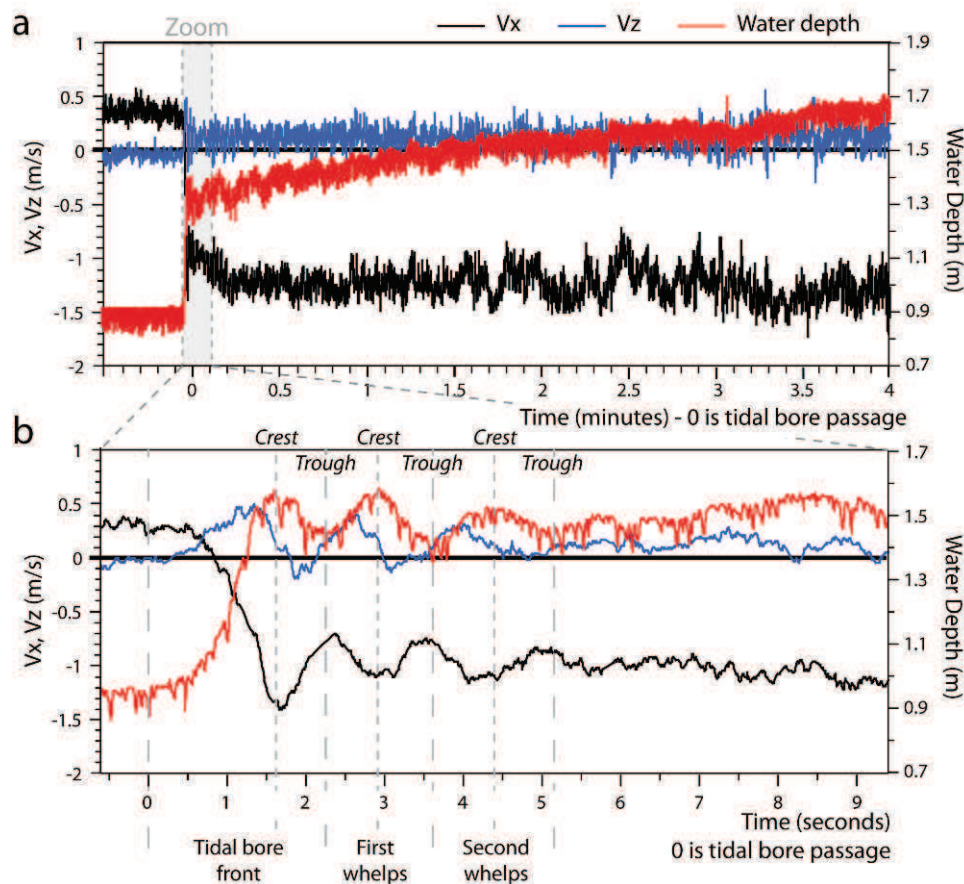 a
Zoom
Vx Vz Water depth
1
0.5
0
-0.5
-1
-1.5
-2
Vx, Vz (m/s)
1.9
1.7
1.5
1.3
1.1
0.9
0.7
Water Depth (m)
0 0.5 1 1.5 2 2.5 3 3.5 4
Time (minutes) - 0 is tidal bore passage
b
Crest Crest Crest
Trough Trough Trough
1
0.5
0
-0.5
-1
-1.5
-2
Vx, Vz (m/s)
1.7
1.5
1.3
1.1
0.9
0.7
Water Depth (m)
0 1 2 3 4 5 6 7 8 9
Time (seconds)
0 is tidal bore passage
Tidal bore
front
First
whelps
Second
whelps